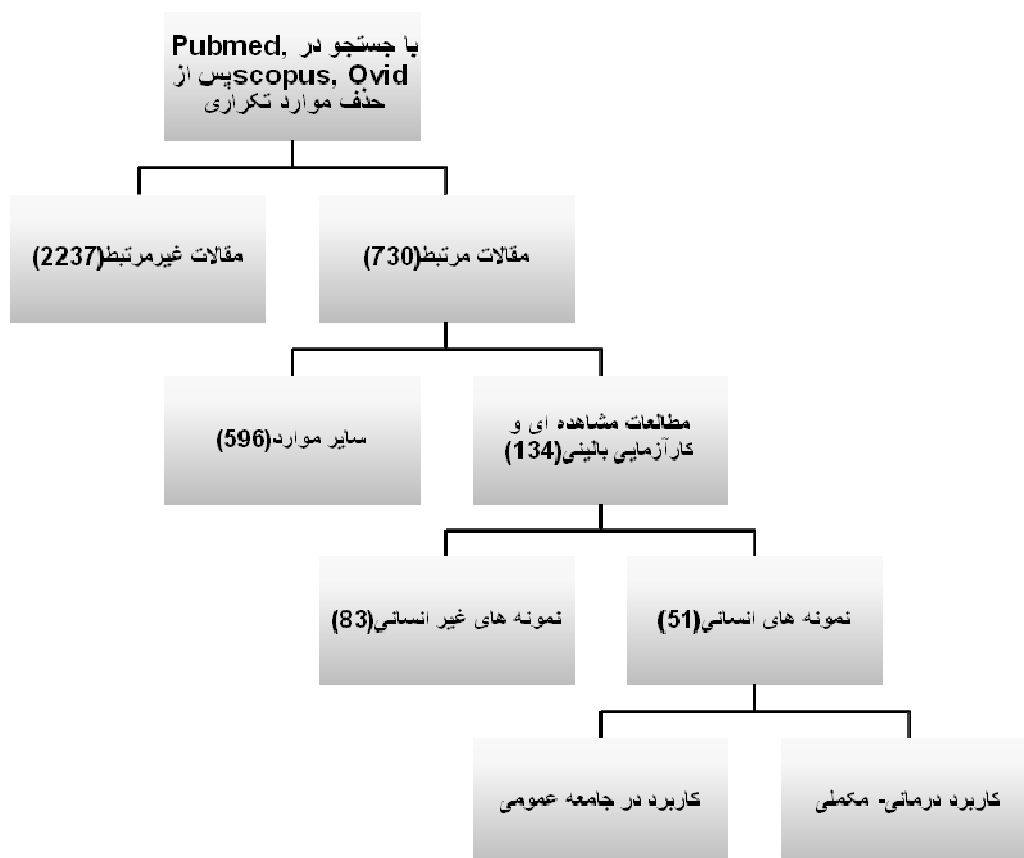 با جستجو در Pubmed,
scopus, Ovid پس از
حذف موارد تکراری
مقالات غیرمرتبط(2237)
مقالات مرتبط(730)
سایر موارد(596)
مطالعات مشاهده ای و
کارآزمایی بالینی(134)
نمونه های غیر انسانی(83)
نمونه های انسانی(51)
کاربرد در جامعه عمومی
کاربرد درمانی- مکملی